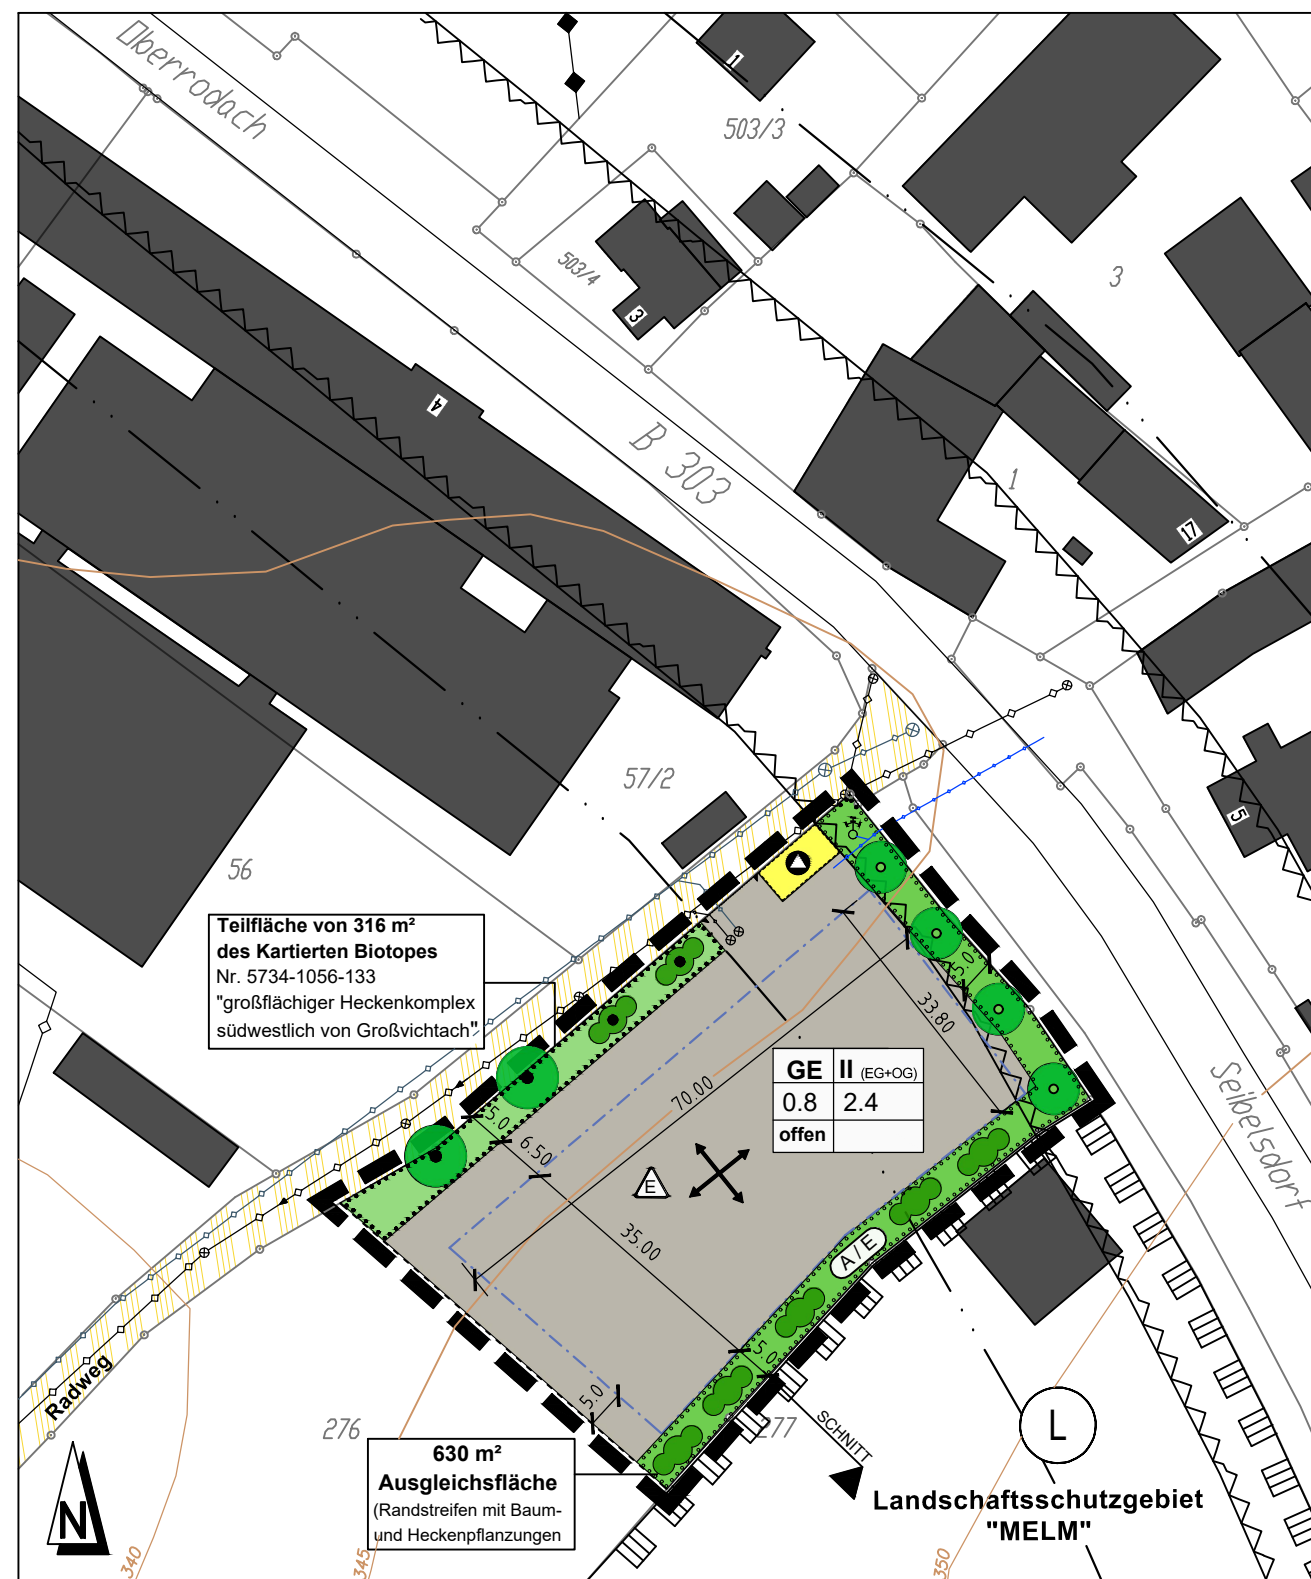 Oberrodach
1
503/3
503/4
3
3
4
B 303
1
17
57/2
56
5
Teilfläche von 316 m²
des Kartierten Biotopes
Nr. 5734-1056-133
"großflächiger Heckenkomplex
südwestlich von Großvichtach"
5.0
33.80
70.00
GE II (EG+OG)
0.8 2.4
offen
5.0
6.50
E
35.00
A / E
Seibelsdorf
5.0
5.0
Radweg
276
277
SCHNITT
L
630 m²
Ausgleichsfläche
(Randstreifen mit Baum-
und Heckenpflanzungen
Landschaftsschutzgebiet
"MELM"
N
340
345
350